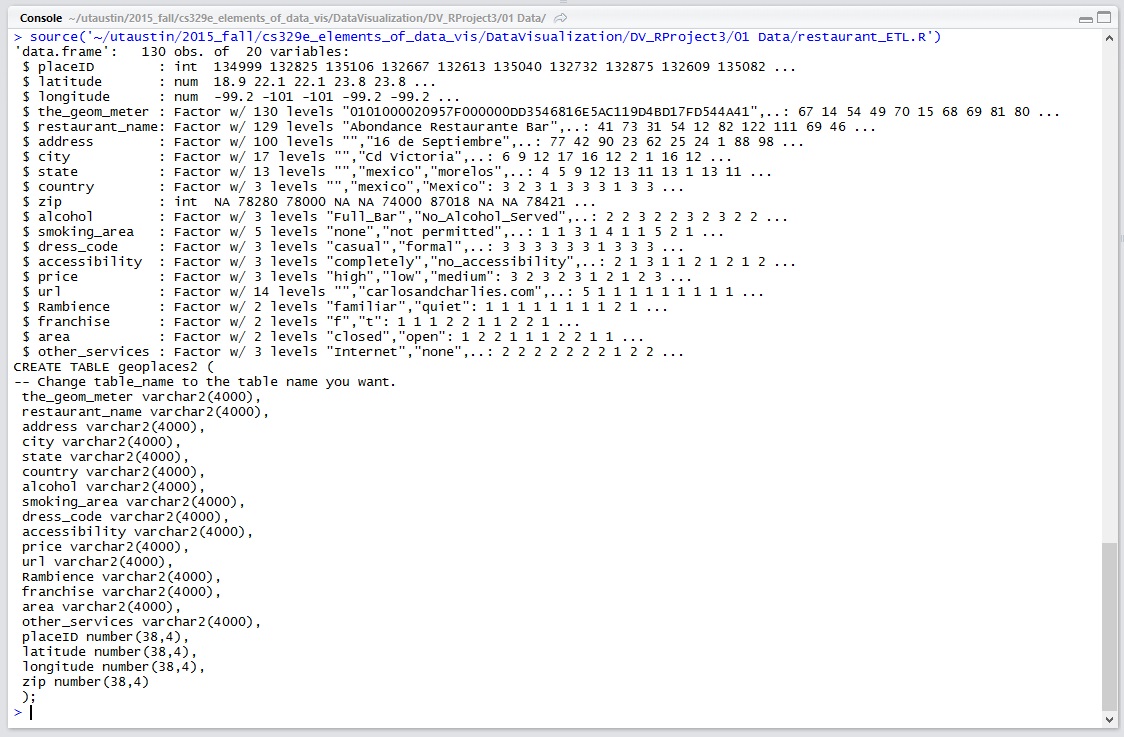 Console ~/utaustin/2015_fall/cs329e_elements_of_data_vis/DataVisualization/DV_RProject3/01 Data/
> source('~/utaustin/2015_fall/cs329e_elements_of_data_vis/DataVisualization/DV_RProject3/01 Data/restaurant_ETL.R')
'data.frame':   130 obs. of  20 variables:
 $ placeID        : int  134999 132825 135106 132667 132613 135040 132732 132875 132609 135082 ...
 $ latitude       : num  18.9 22.1 22.1 23.8 23.8 ...
 $ longitude      : num  -99.2 -101 -101 -99.2 -99.2 ...
 $ the_geom_meter : Factor w/ 130 levels "0101000020957F000000DD3546816E5AC119D4BD17FD544A41",..: 67 14 54 49 70 15 68 69 81 80 ...
 $ restaurant_name: Factor w/ 129 levels "Abondance Restaurante Bar",..: 41 73 31 54 12 82 122 111 69 46 ...
 $ address        : Factor w/ 100 levels "","16 de Septiembre",..: 77 42 90 23 62 25 24 1 88 98 ...
 $ city           : Factor w/ 17 levels "","Cd Victoria",..: 6 9 12 17 16 12 2 1 16 12 ...
 $ state          : Factor w/ 13 levels "","mexico","morelos",..: 4 5 9 12 13 11 13 1 13 11 ...
 $ country        : Factor w/ 3 levels "","mexico","Mexico": 3 2 3 1 3 3 3 1 3 3 ...
 $ zip            : int  NA 78280 78000 NA NA 74000 87018 NA NA 78421 ...
 $ alcohol        : Factor w/ 3 levels "Full_Bar","No_Alcohol_Served",..: 2 2 3 2 2 3 2 3 2 2 ...
 $ smoking_area   : Factor w/ 5 levels "none","not permitted",..: 1 1 3 1 4 1 1 5 2 1 ...
 $ dress_code     : Factor w/ 3 levels "casual","formal",..: 3 3 3 3 3 3 1 3 3 3 ...
 $ accessibility  : Factor w/ 3 levels "completely","no_accessibility",..: 2 1 3 1 1 2 1 2 1 2 ...
 $ price          : Factor w/ 3 levels "high","low","medium": 3 2 3 2 3 1 2 1 2 3 ...
 $ url            : Factor w/ 14 levels "","carlosandcharlies.com",..: 5 1 1 1 1 1 1 1 1 1 ...
 $ Rambience      : Factor w/ 2 levels "familiar","quiet": 1 1 1 1 1 1 1 1 2 1 ...
 $ franchise      : Factor w/ 2 levels "f","t": 1 1 1 2 2 1 1 2 2 1 ...
 $ area           : Factor w/ 2 levels "closed","open": 1 2 2 1 1 1 2 2 1 1 ...
 $ other_services : Factor w/ 3 levels "Internet","none",..: 2 2 2 2 2 2 2 1 2 2 ...
CREATE TABLE geoplaces2 (
-- Change table_name to the table name you want.
 the_geom_meter varchar2(4000),
 restaurant_name varchar2(4000),
 address varchar2(4000),
 city varchar2(4000),
 state varchar2(4000),
 country varchar2(4000),
 alcohol varchar2(4000),
 smoking_area varchar2(4000),
 dress_code varchar2(4000),
 accessibility varchar2(4000),
 price varchar2(4000),
 url varchar2(4000),
 Rambience varchar2(4000),
 franchise varchar2(4000),
 area varchar2(4000),
 other_services varchar2(4000),
 placeID number(38,4),
 latitude number(38,4),
 longitude number(38,4),
 zip number(38,4)
 );
>